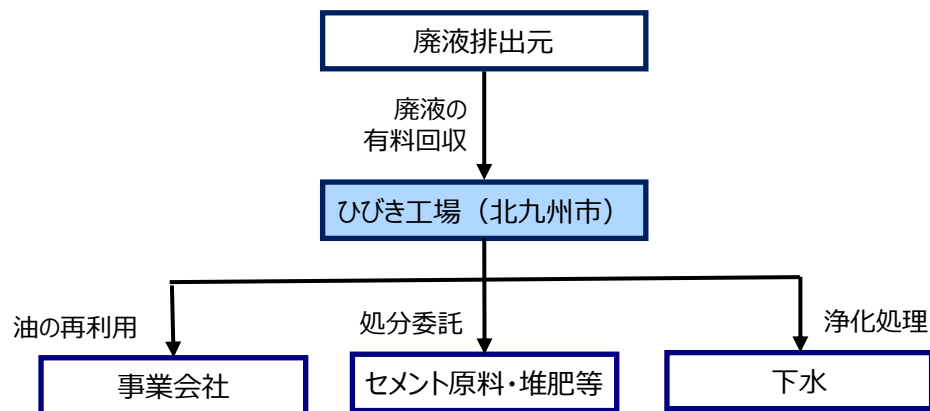 廃液排出元
廃液の
有料回収
ひびき工場（北九州市）
油の再利用
処分委託
浄化処理
事業会社
セメント原料・堆肥等
下水